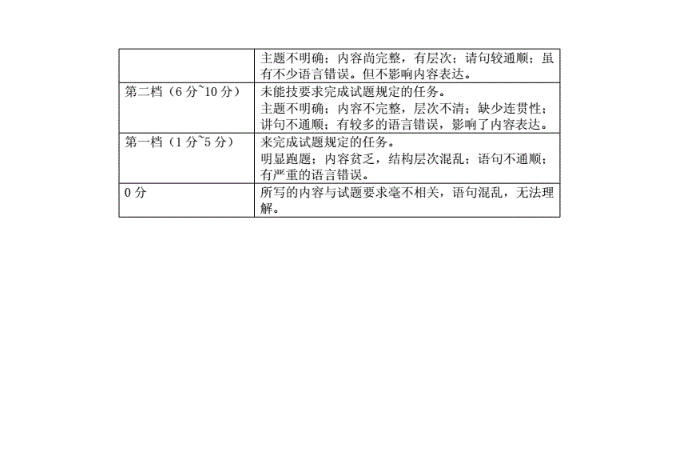 主题不明确；内容尚完整，有层次；请句较通顺；虽
有不少语言错误。但不影响内容表达。
第二档（6 分~10 分）
未能技要求完成试题规定的任务。
主题不明确；内容不完整，层次不清；缺少连贯性；
讲句不通顺；有较多的语言错误，影响了内容表达。
第一档（1 分~5 分）
来完成试题规定的任务。
明显跑题；内容贫乏，结构层次混乱；语句不通顺；
有严重的语言错误。
0 分
所写的内容与试题要求毫不相关，语句混乱，无法理
解。